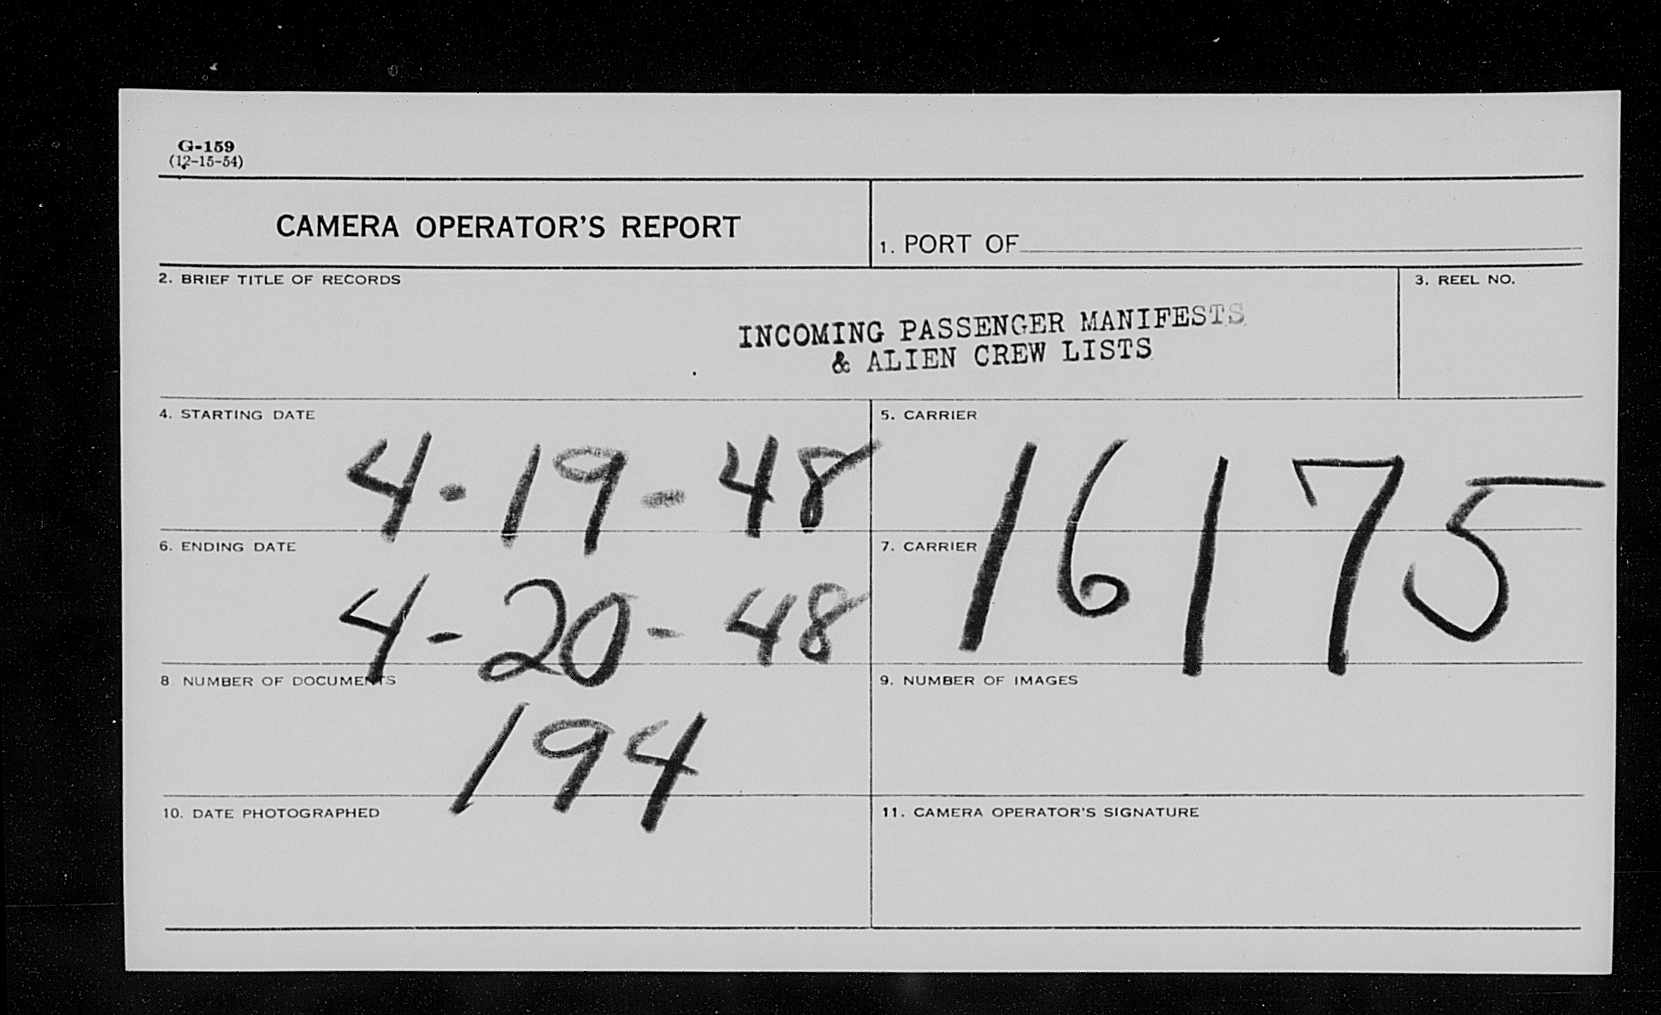 G-159
(12-15-54)
CAMERA OPERATOR'S REPORT
1. PORT OF
2. BRIEF TITLE OF RECORDS
3. REEL NO.
INCOMING PASSENGER MANIFESTS
& ALIEN CREW LISTS
4. STARTING DATE
4-19-48
5. CARRIER
16175
6. ENDING DATE
4-20-48
7. CARRIER
8 NUMBER OF DOCUMENTS
194
9. NUMBER OF IMAGES
10. DATE PHOTOGRAPHED
11. CAMERA OPERATOR'S SIGNATURE